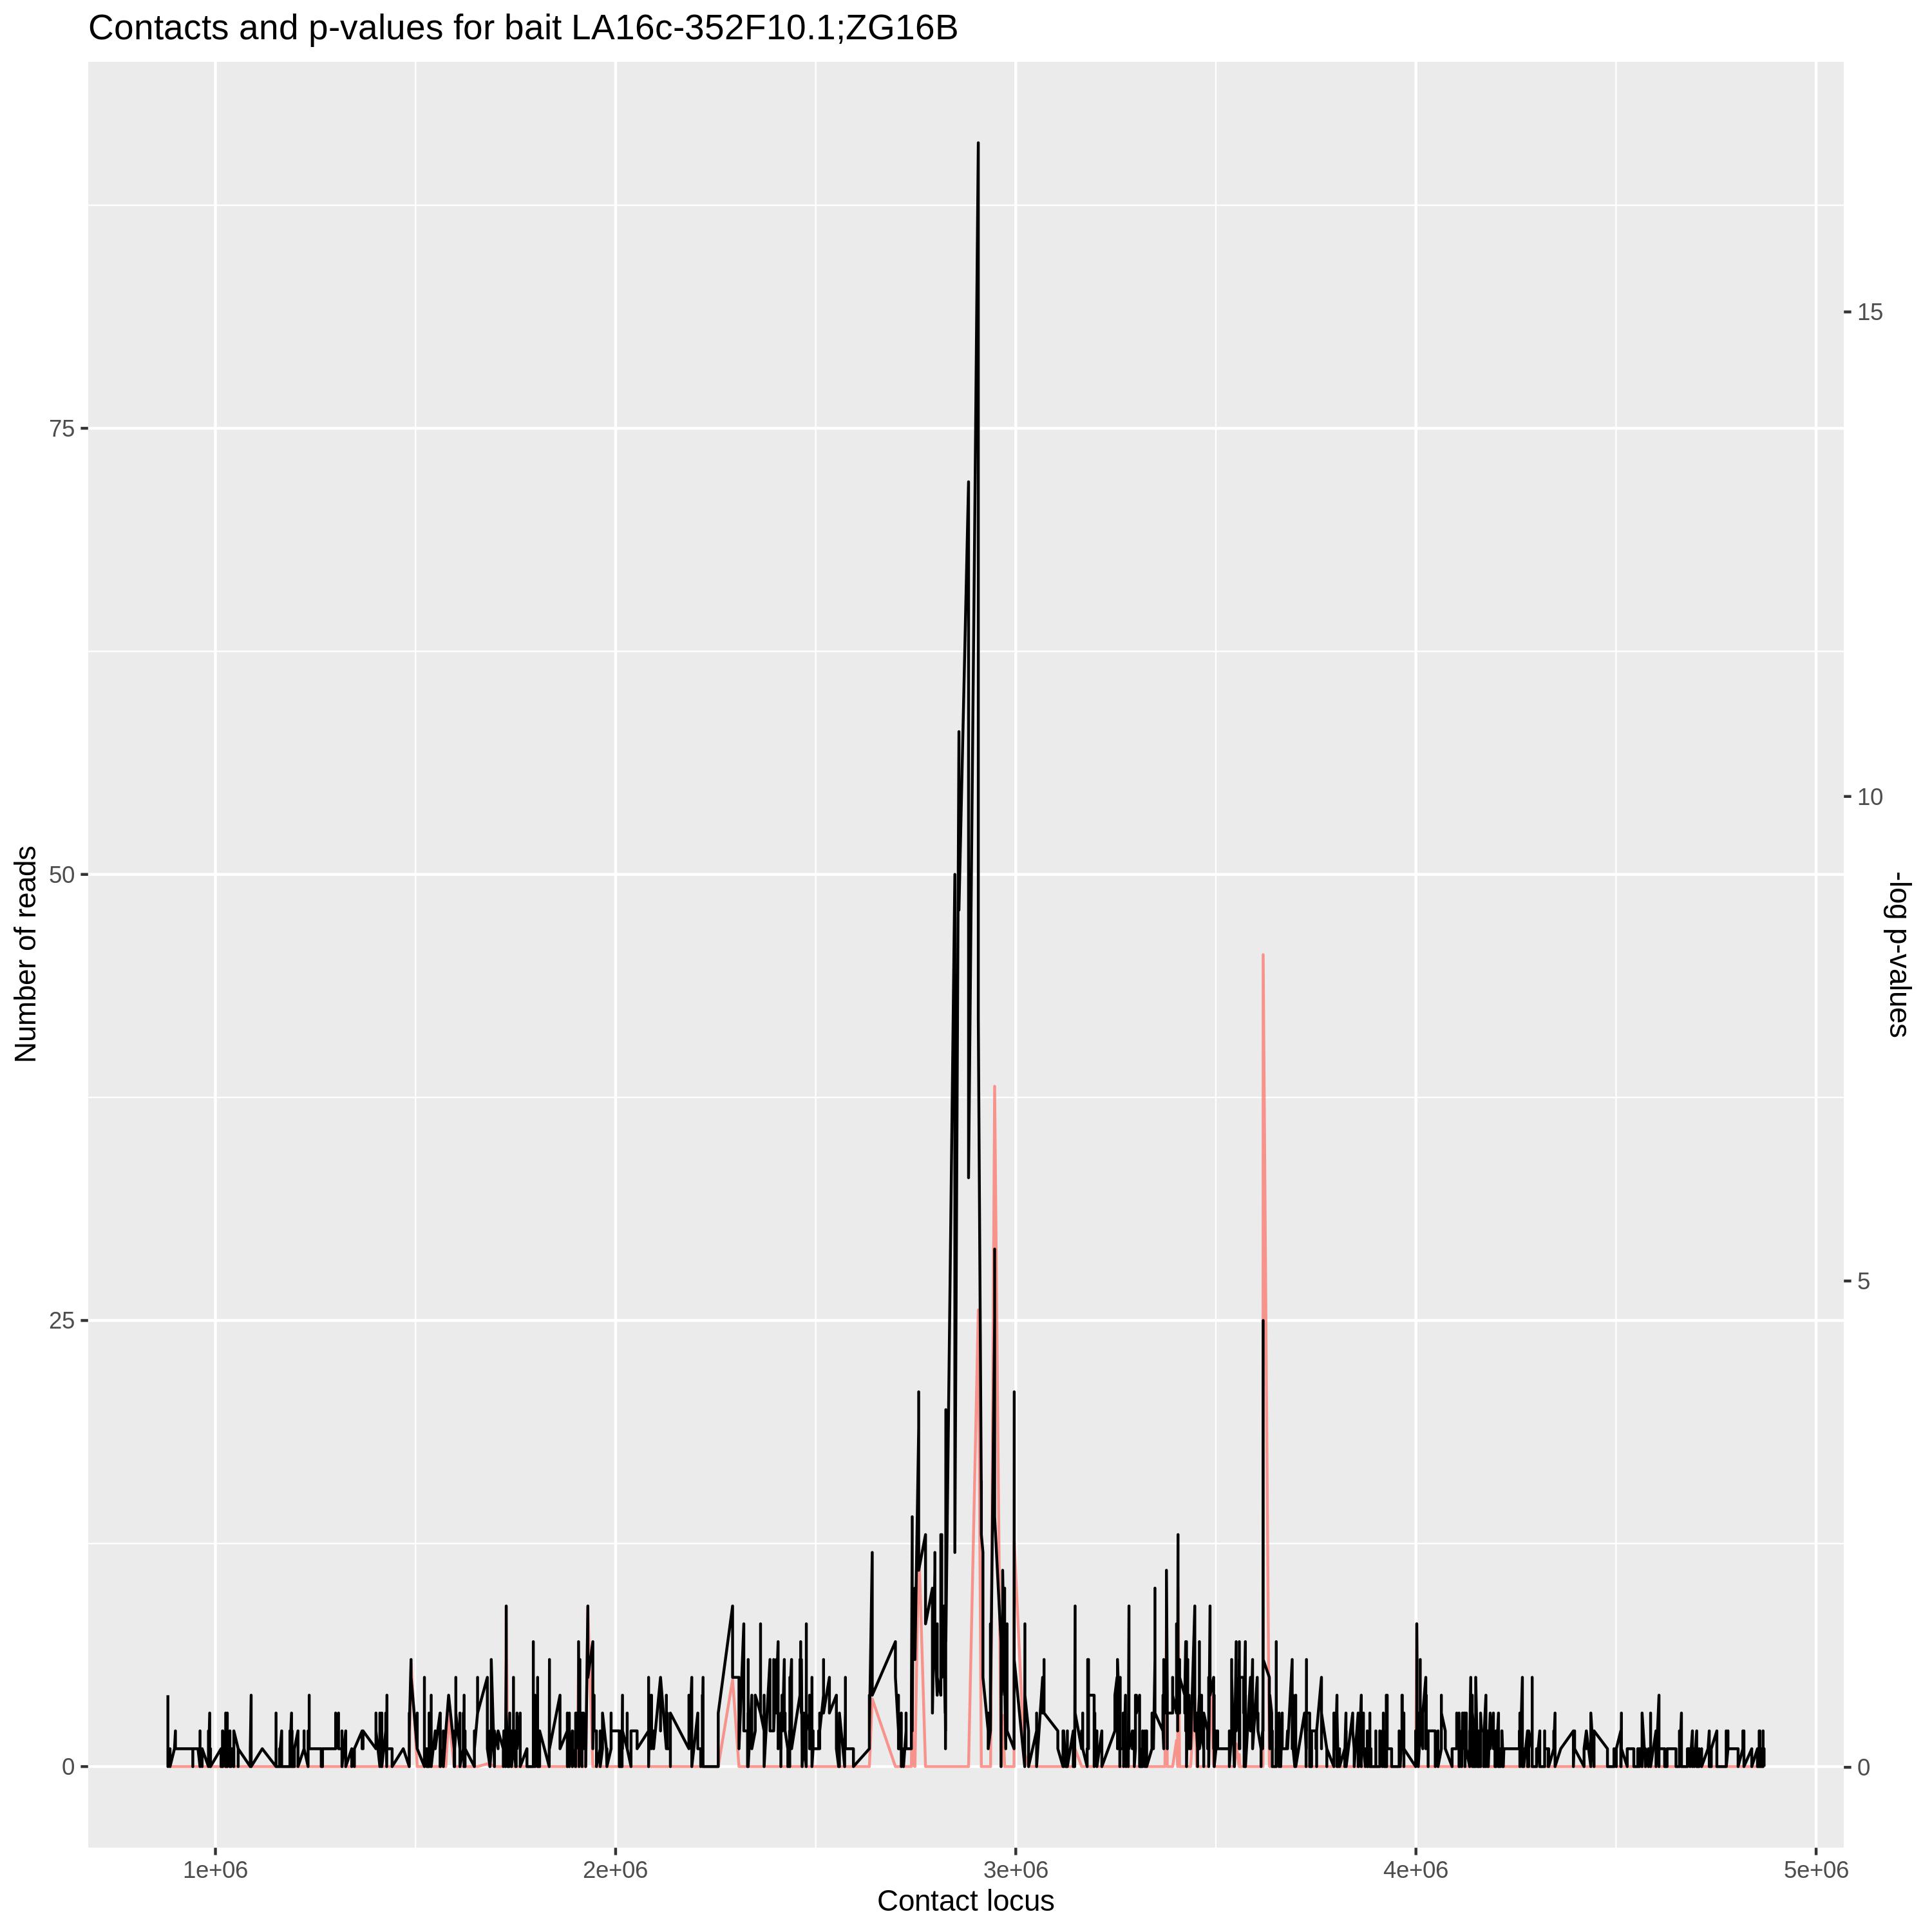 Contacts and p-values for bait LA16c-352F10.1;ZG16B
Number of reads
75
50
25
0
15
10
5
0
-log p-values
1e+06
2e+06
3e+06
4e+06
5e+06
Contact locus